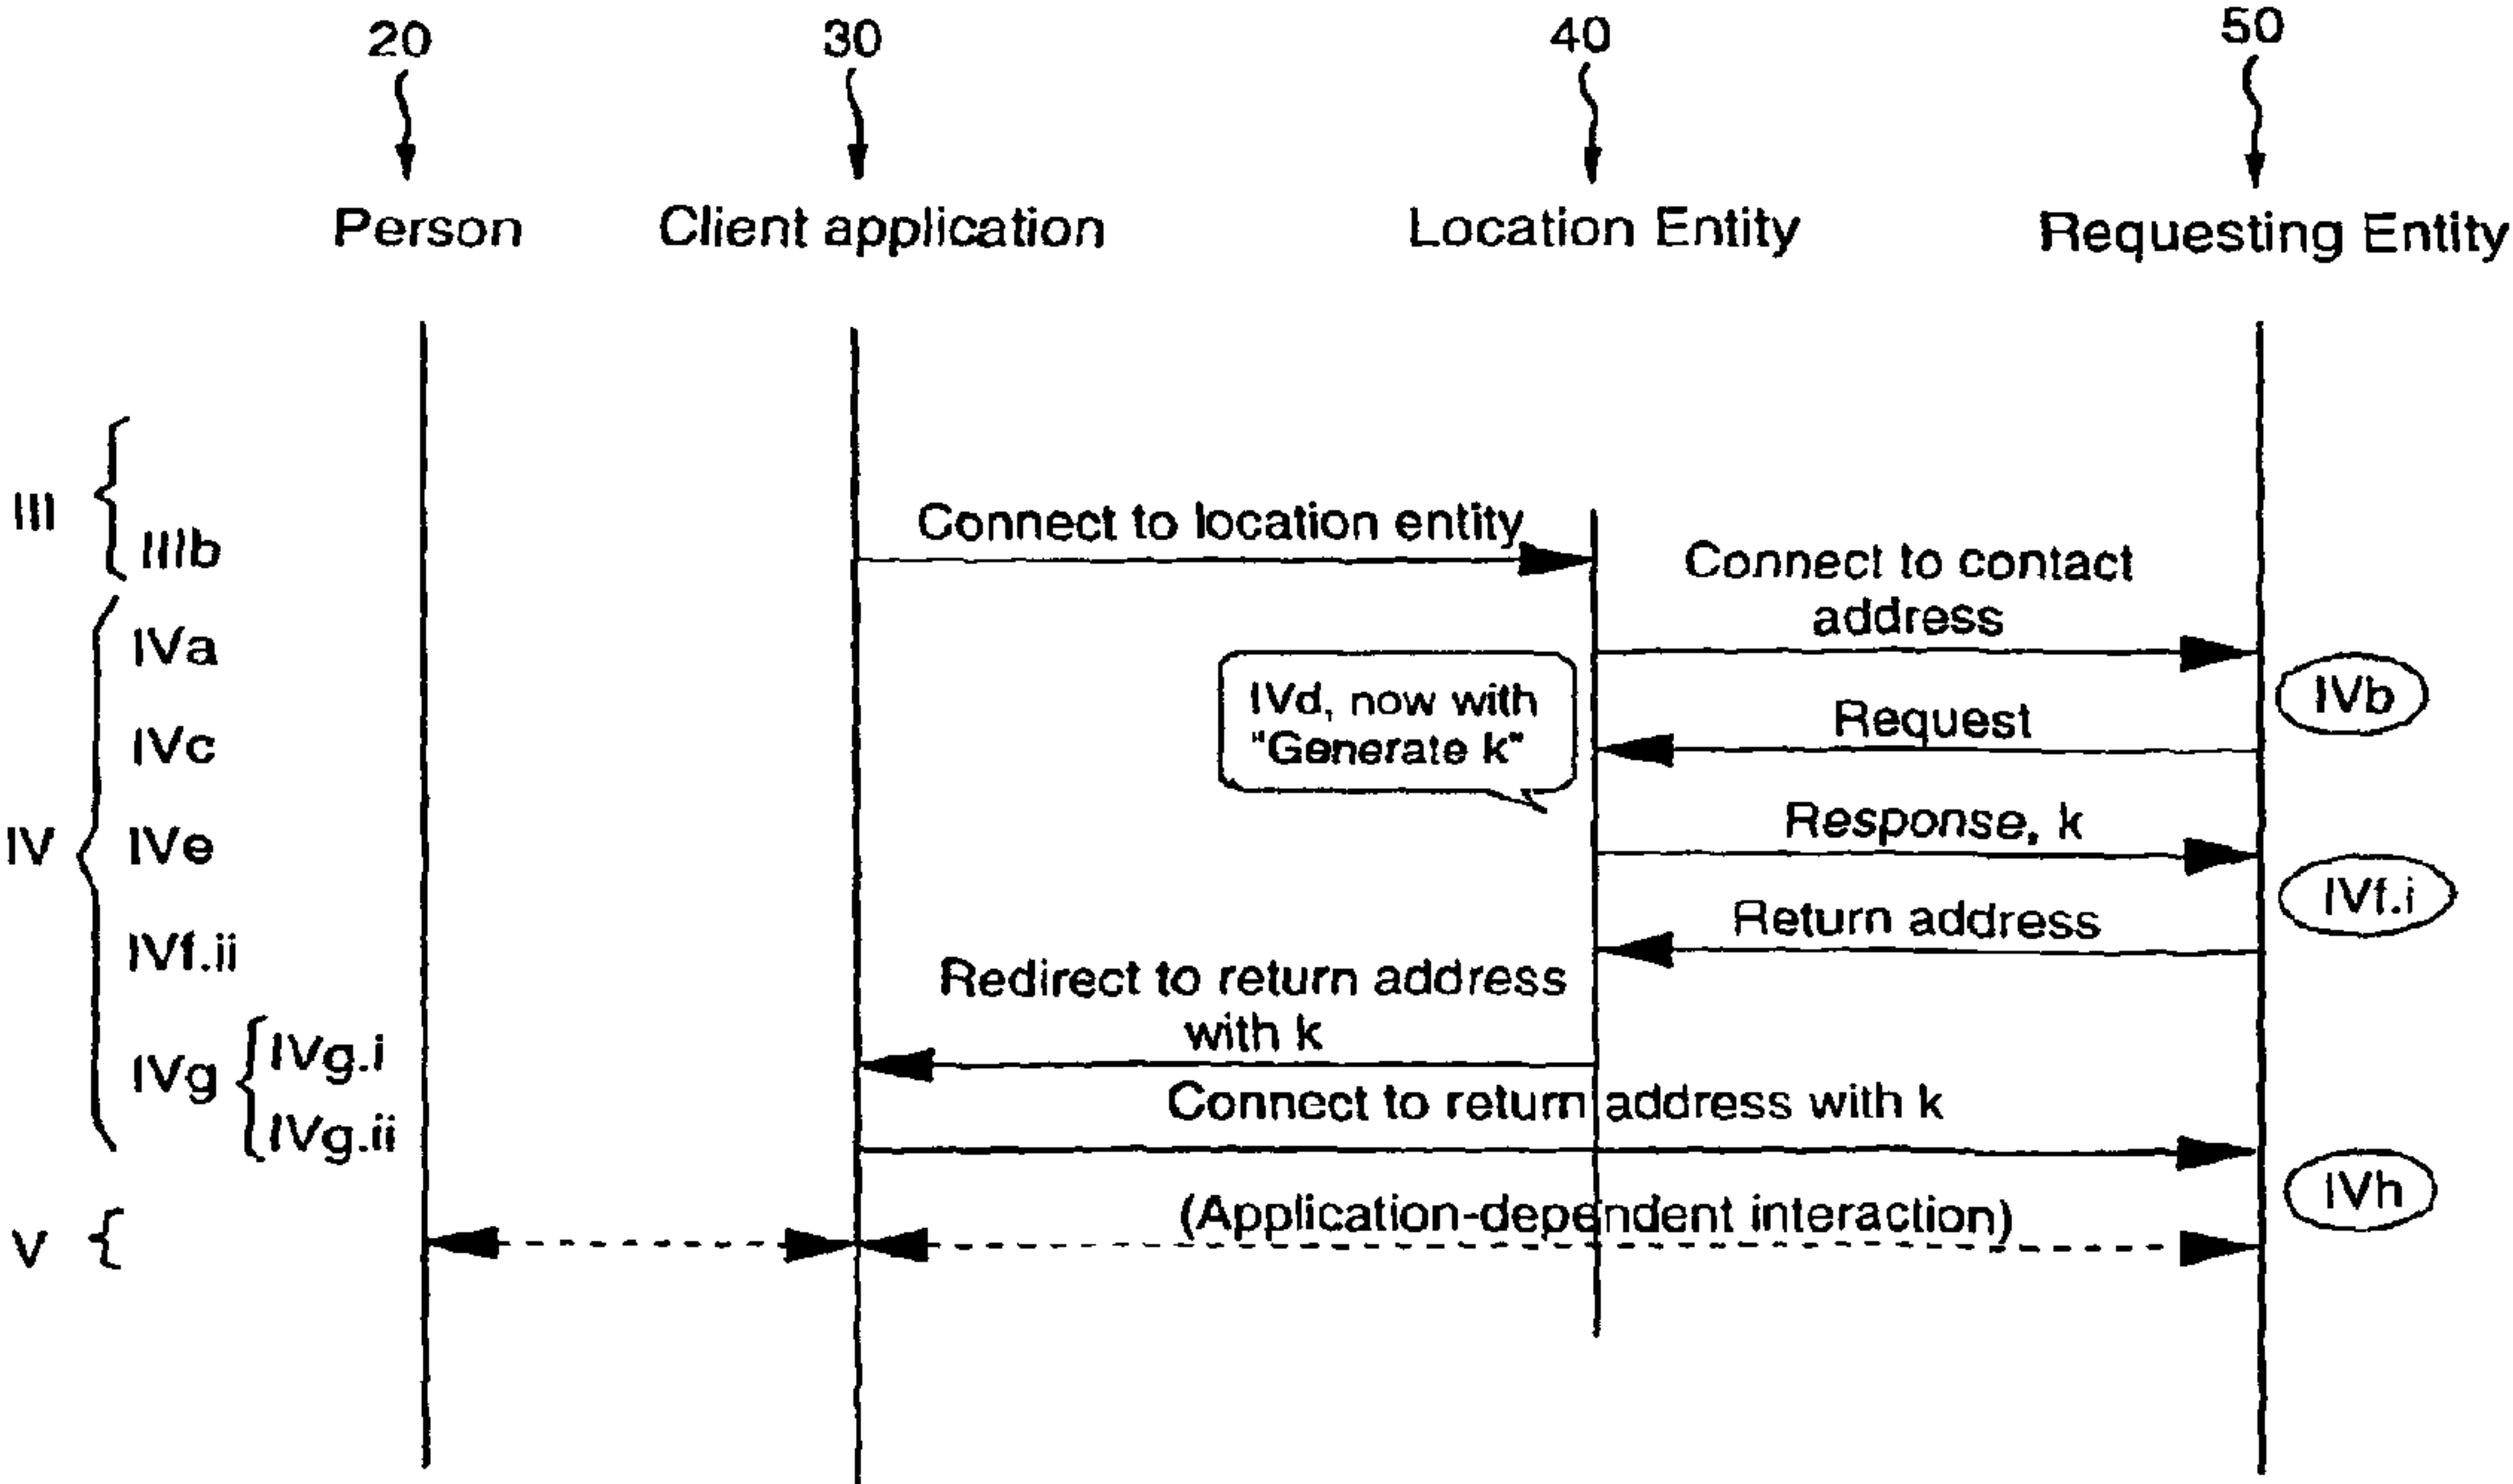 20
30
40
50
Person
Client application
Location Entity
Requesting Entity
III
IIIb
Connect to location entity
Connect to contact
address
IVa
IVd, now with
"Generate k"
IVb
IVc
Request
IV
IVe
Response, k
IVf.i
IVf.ii
Return address
Redirect to return address
with k
IVg
IVg.i
IVg.ii
Connect to return address with k
IVh
V
(Application-dependent interaction)